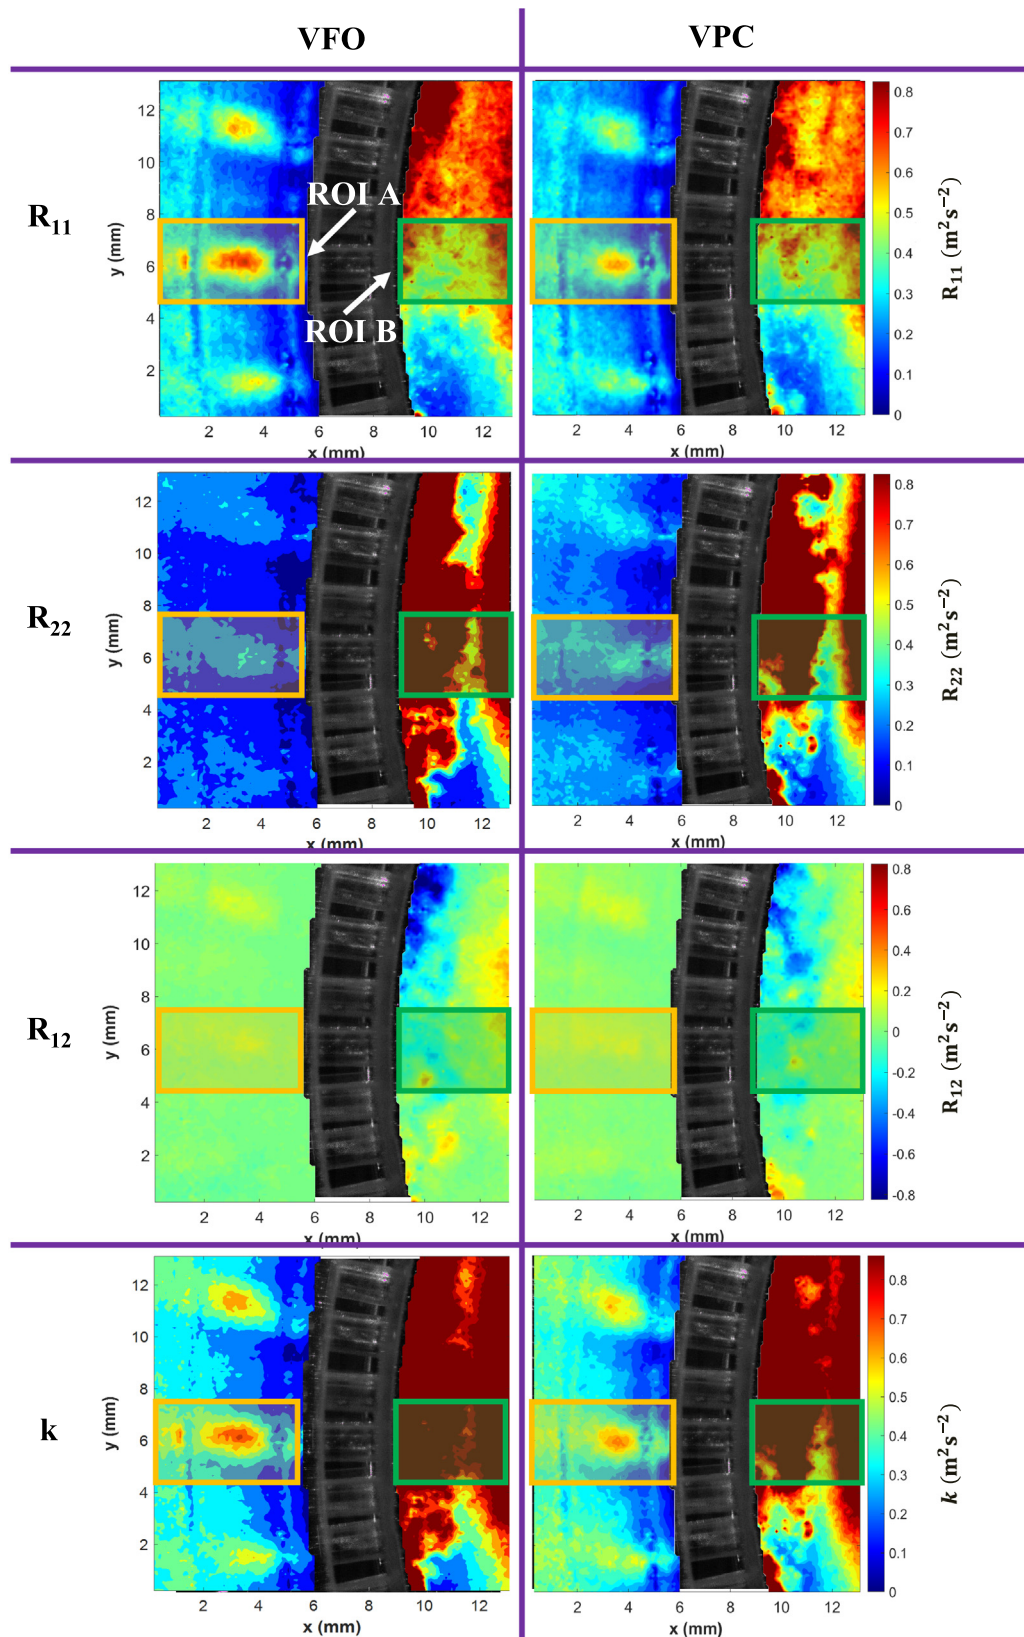 VFO VPC
R₁₁
12
10
8
6
4
2
y (mm)
ROI A
ROI B
2 4 6 8 10 12
x (mm)
2 4 6 8 10 12
x (mm)
0.8
0.7
0.6
0.5
0.4
0.3
0.2
0.1
0
R₁₁ (m²s⁻²)
R₂₂
12
10
8
6
4
2
y (mm)
2 4 6 8 10 12
x (mm)
2 4 6 8 10 12
x (mm)
0.8
0.7
0.6
0.5
0.4
0.3
0.2
0.1
0
R₂₂ (m²s⁻²)
R₁₂
12
10
8
6
4
2
y (mm)
2 4 6 8 10 12
x (mm)
2 4 6 8 10 12
x (mm)
0.8
0.6
0.4
0.2
0
-0.2
-0.4
-0.6
-0.8
R₁₂ (m²s⁻²)
k
12
10
8
6
4
2
y (mm)
2 4 6 8 10 12
x (mm)
2 4 6 8 10 12
x (mm)
0.8
0.7
0.6
0.5
0.4
0.3
0.2
0.1
0
k (m²s⁻²)